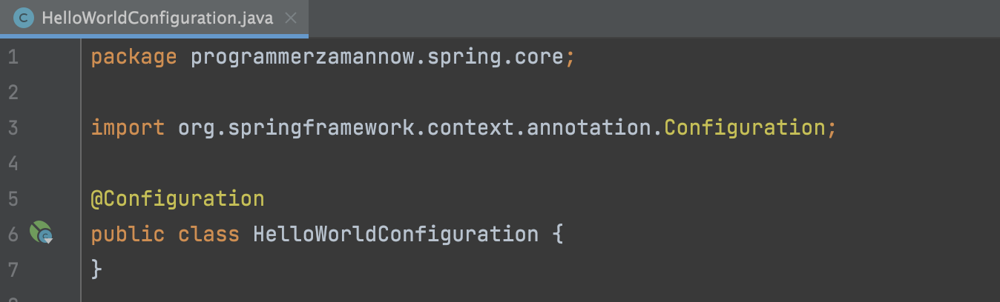 HelloWorldConfiguration.java
1 package programmerzamannow.spring.core;
2
3 import org.springframework.context.annotation.Configuration;
4
5 @Configuration
6 public class HelloWorldConfiguration {
7 }